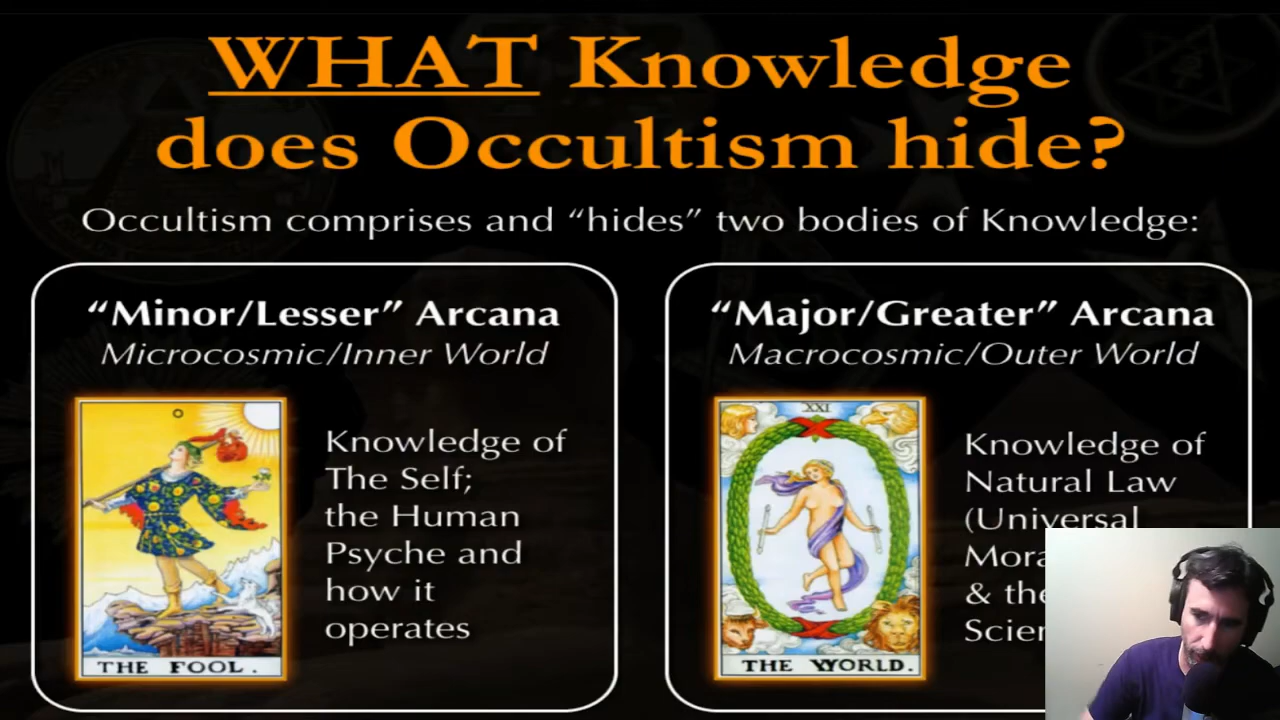 WHAT Knowledge
does Occultism hide?
Occultism comprises and “hides” two bodies of Knowledge:
“Minor/Lesser” Arcana
Microcosmic/Inner World
0
THE FOOL.
Knowledge of
The Self;
the Human
Psyche and
how it
operates
“Major/Greater” Arcana
Macrocosmic/Outer World
XXI
THE WORLD.
Knowledge of
Natural Law
(Universal
&